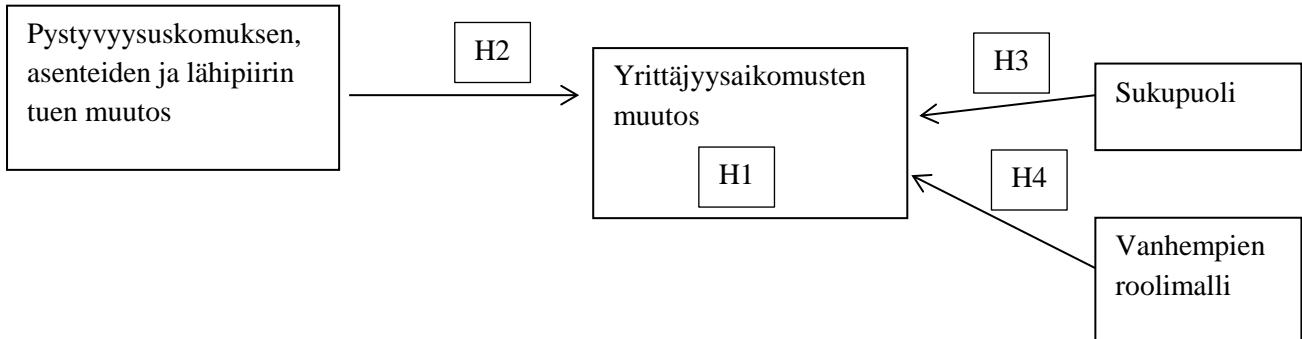 Pystyvyysuskomuksen,
asenteiden ja lähipiirin
tuen muutos
H2
Yrittäjyysaikomusten
muutos
H1
H3
Sukupuoli
H4
Vanhempien
roolimalli